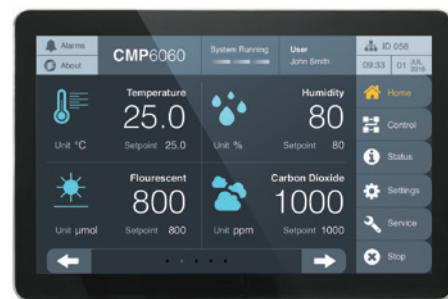 Alarms
About
CMP6060
System Running
User
John Smith
ID 058
09:33
01 JUL 2018
Temperature
25.0
Unit °C
Setpoint 25.0
Humidity
80
Unit %
Setpoint 80
Flourescent
800
Unit µmol
Setpoint 800
Carbon Dioxide
1000
Unit ppm
Setpoint 1000
Home
Control
Status
Settings
Service
Stop